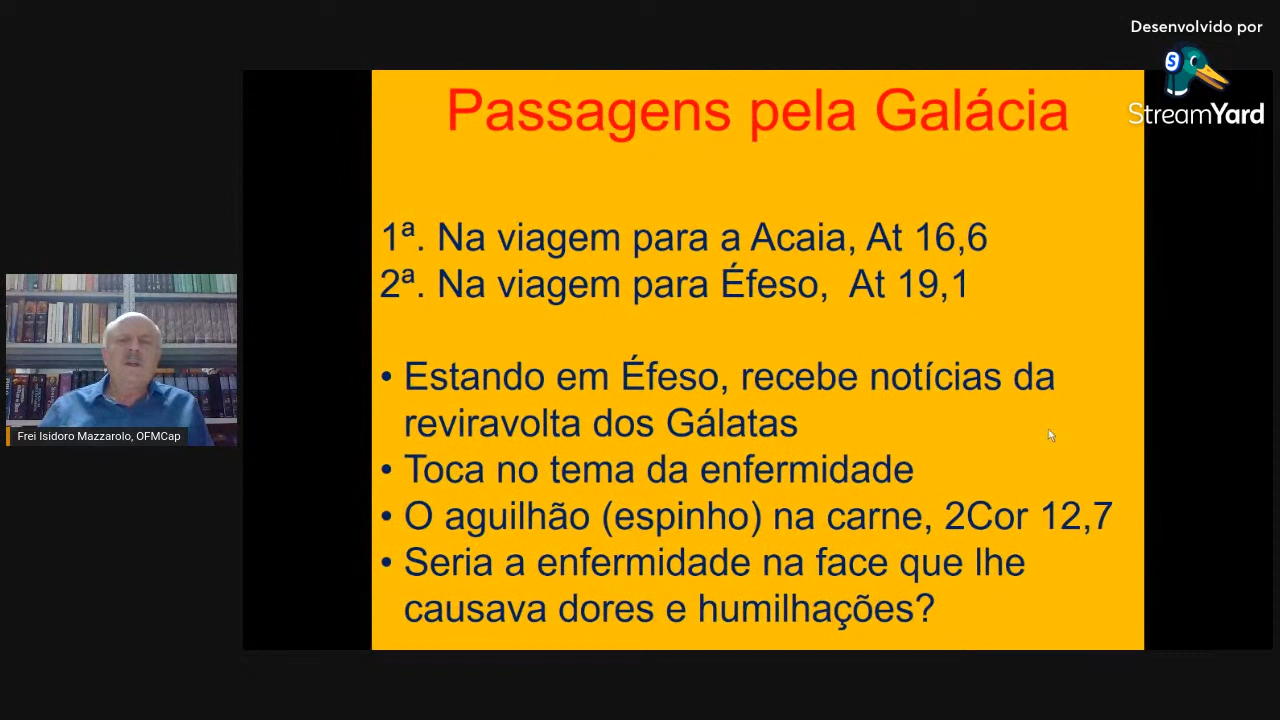 Desenvolvido por
StreamYard
Passagens pela Galácia
1ª. Na viagem para a Acaia, At 16,6
2ª. Na viagem para Éfeso, At 19,1
• Estando em Éfeso, recebe notícias da
reviravolta dos Gálatas
• Toca no tema da enfermidade
• O aguilhão (espinho) na carne, 2Cor 12,7
• Seria a enfermidade na face que lhe
causava dores e humilhações?
Frei Isidoro Mazzarolo, OFMCap